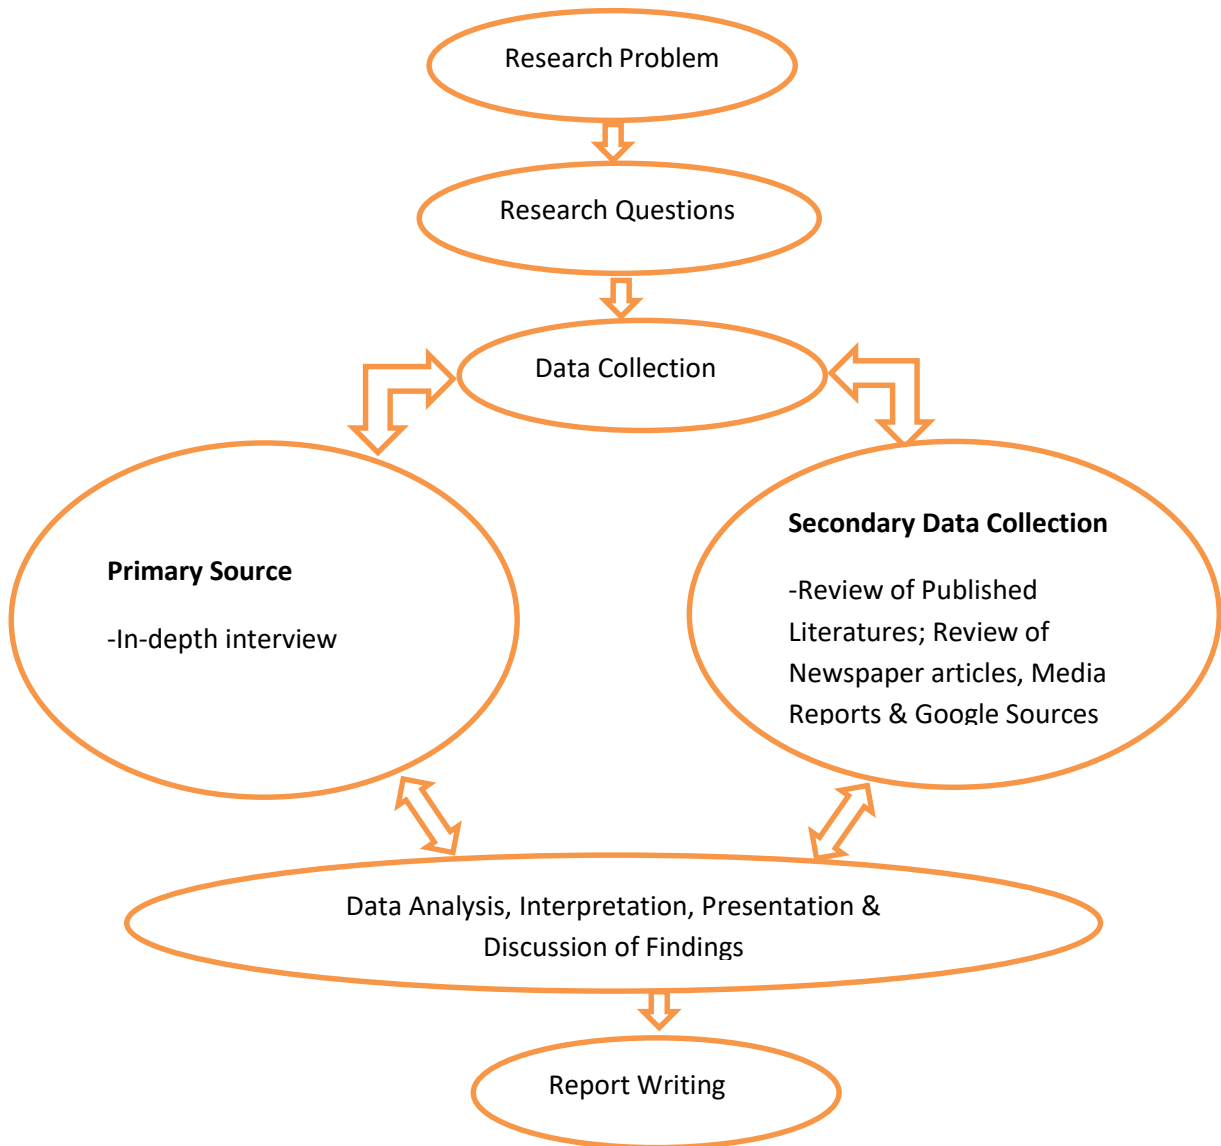 Research Problem
Research Questions
Data Collection
Primary Source
-In-depth interview
Secondary Data Collection
-Review of Published
Literatures; Review of
Newspaper articles, Media
Reports & Google Sources
Data Analysis, Interpretation, Presentation &
Discussion of Findings
Report Writing